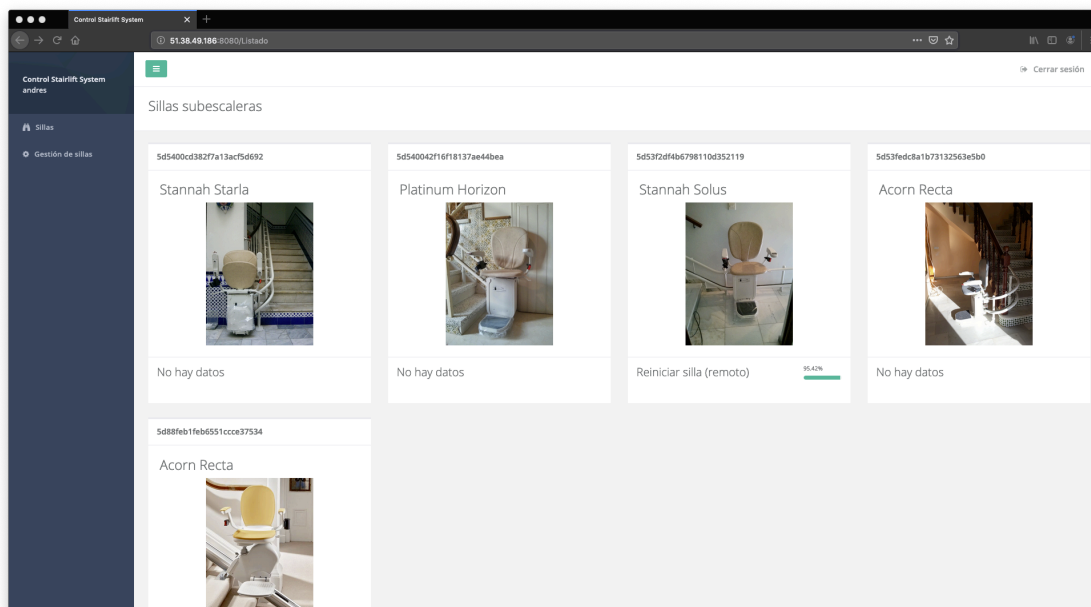 Control Stairlift System
51.38.49.186:8080/Listado
Control Stairlift System
andres
Cerrar sesión
Sillas
Gestión de sillas
Sillas subescaleras
5d5400cd382f7a13acf5d692
Stannah Starla
No hay datos
5d540042f16f18137ae44bea
Platinum Horizon
No hay datos
5d53f2df4b6798110d352119
Stannah Solus
Reiniciar silla (remoto)
95.42%
5d53fedc8a1b73132563e5b0
Acorn Recta
No hay datos
5d88feb1feb6551ccce37534
Acorn Recta